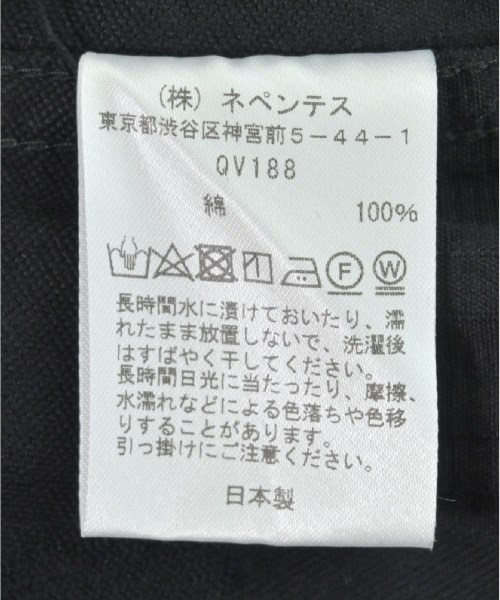 (株) ネペンテス
東京都渋谷区神宮前5-44-1
QV188
綿 100%
F W
長時間水に漬けておいたり、濡
れたまま放置しないで、洗濯後
はすばやく干してください。
長時間日光に当たったり、摩擦、
水濡れなどによる色落ちや色移
りすることがあります。
引っ掛けにご注意ください。
日本製